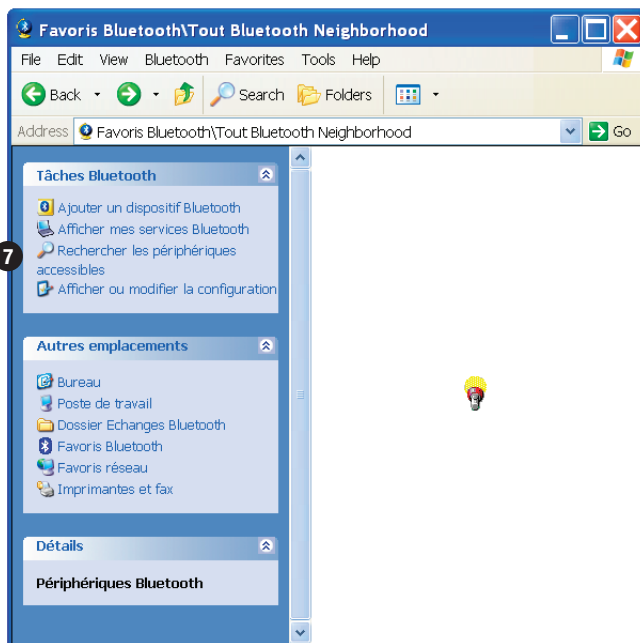 Favoris Bluetooth\Tout Bluetooth Neighborhood
File Edit View Bluetooth Favorites Tools Help
Back Search Folders
Address Favoris Bluetooth\Tout Bluetooth Neighborhood Go
Tâches Bluetooth
Ajouter un dispositif Bluetooth
Afficher mes services Bluetooth
7 Rechercher les périphériques
accessibles
Afficher ou modifier la configuration
Autres emplacements
Bureau
Poste de travail
Dossier Echanges Bluetooth
Favoris Bluetooth
Favoris réseau
Imprimantes et fax
Détails
Périphériques Bluetooth